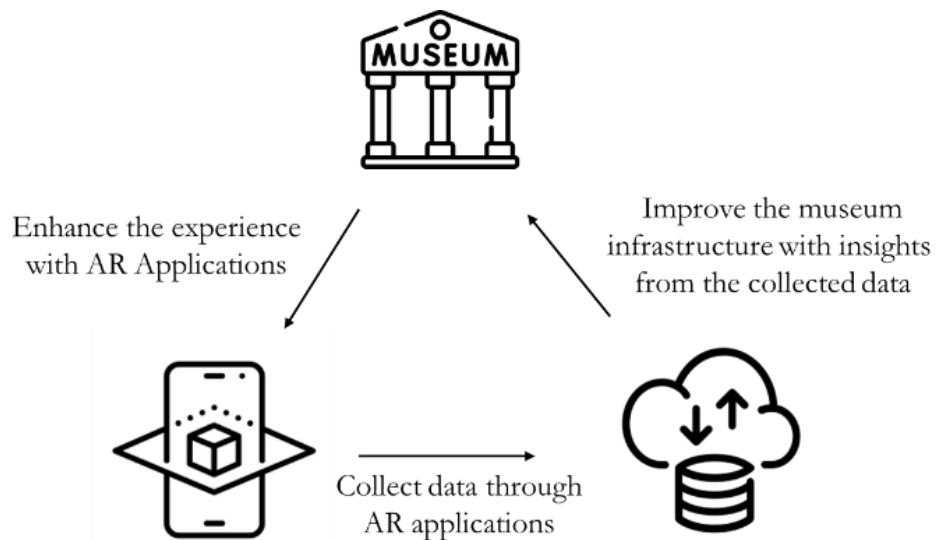 MUSEUM
Enhance the experience
with AR Applications
Improve the museum
infrastructure with insights
from the collected data
Collect data through
AR applications